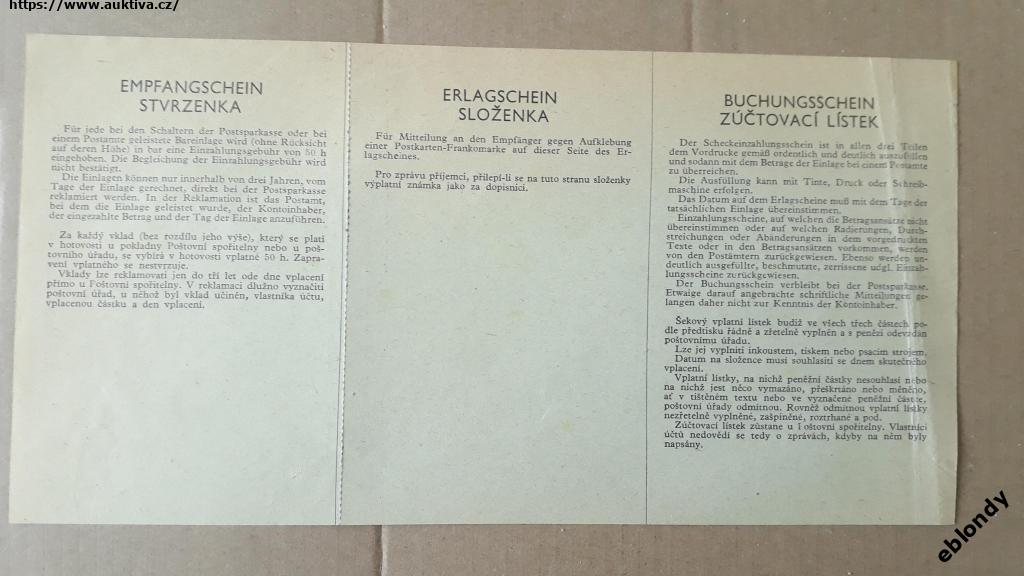 https://www.auktiva.cz/
EMPFANGSCHEIN
STVRZENKA
Für jede bei den Schaltern der Postsparkasse oder bei
einem Postamte geleistete Bareinlage wird (ohne Rücksicht
auf deren Höhe) in bar eine Einzahlungsgebühr von 50 h
eingehoben. Die Begleichung der Einzahlungsgebühr wird
nicht bestätigt.
Die Einlagen können nur innerhalb von drei Jahren, vom
Tage der Einlage gerechnet, direkt bei der Postsparkasse
reklamiert werden. In der Reklamation ist das Postamt,
bei dem die Einlage geleistet wurde, der Kontoinhaber,
der eingezahlte Betrag und der Tag der Einlage anzuführen.
Za každý vklad (bez rozdílu jeho výše), který se platí
v hotovosti u pokladny Poštovní spořitelny nebo u poš-
tovního úřadu, se vybírá v hotovosti vplatné 50 h. Zapra-
vení vplatného se nestvrzuje.
Vklady lze reklamovati jen do tří let ode dne vplacení
přímo u Poštovní spořitelny. V reklamaci dlužno vyznačiti
poštovní úřad, u něhož byl vklad učiněn, vlastníka účtu,
vplacenou částku a den vplacení.
ERLAGSCHEIN
SLOŽENKA
Für Mitteilung an den Empfänger gegen Aufklebung
einer Postkarten-Frankomarke auf dieser Seite des Er-
lagscheines.
Pro zprávu příjemci, přilepí-li se na tuto stranu složenky
výplatní známka jako za dopisnici.
BUCHUNGSSCHEIN
ZÚČTOVACÍ LÍSTEK
Der Scheckeinzahlungsschein ist in allen drei Teilen
dem Vordrucke gemäß ordentlich und deutlich auszufüllen
und sodann mit dem Betrage der Einlage bei einem Postamte
zu überreichen.
Die Ausfüllung kann mit Tinte, Druck oder Schreib-
maschine erfolgen.
Das Datum auf dem Erlagscheine muß mit dem Tage der
tatsächlichen Einlage übereinstimmen.
Einzahlungsscheine, auf welchen die Betragsansätze nicht
übereinstimmen oder auf welchen Radierungen, Durch-
streichungen oder Abänderungen in dem vorgedruckten
Texte oder in den Betragsansätzen vorkommen, werden
von den Postämtern zurückgewiesen. Ebenso werden un-
deutlich ausgefüllte, beschmutzte, zerrissene udgl. Einzah-
lungsscheine zurückgewiesen.
Der Buchungsschein verbleibt bei der Postsparkasse.
Etwaige darauf angebrachte schriftliche Mitteilungen ge-
langen daher nicht zur Kenntnis der Kontoinhaber.
Šekový vplatní lístek budiž ve všech třech částech po-
dle předtisku řádně a zřetelně vyplněn a s penězi odevzdán
poštovnímu úřadu.
Lze jej vyplniti inkoustem, tiskem nebo psacím strojem.
Datum na složence musí souhlasiti se dnem skutečného
vplacení.
Vplatní lístky, na nichž peněžní částky nesouhlasí nebo
na nichž jest něco vymazáno, přeškrtáno nebo měněno,
ať v tištěném textu nebo ve vyznačené peněžní částce,
poštovní úřady odmítnou. Rovněž odmítnou vplatní lístky
nezřetelně vyplněné, zašpiněné, roztrhané a pod.
Zúčtovací lístek zůstane u Poštovní spořitelny. Vlastníci
účtů nedovědí se tedy o zprávách, kdyby na něm byly
napsány.
eblondy